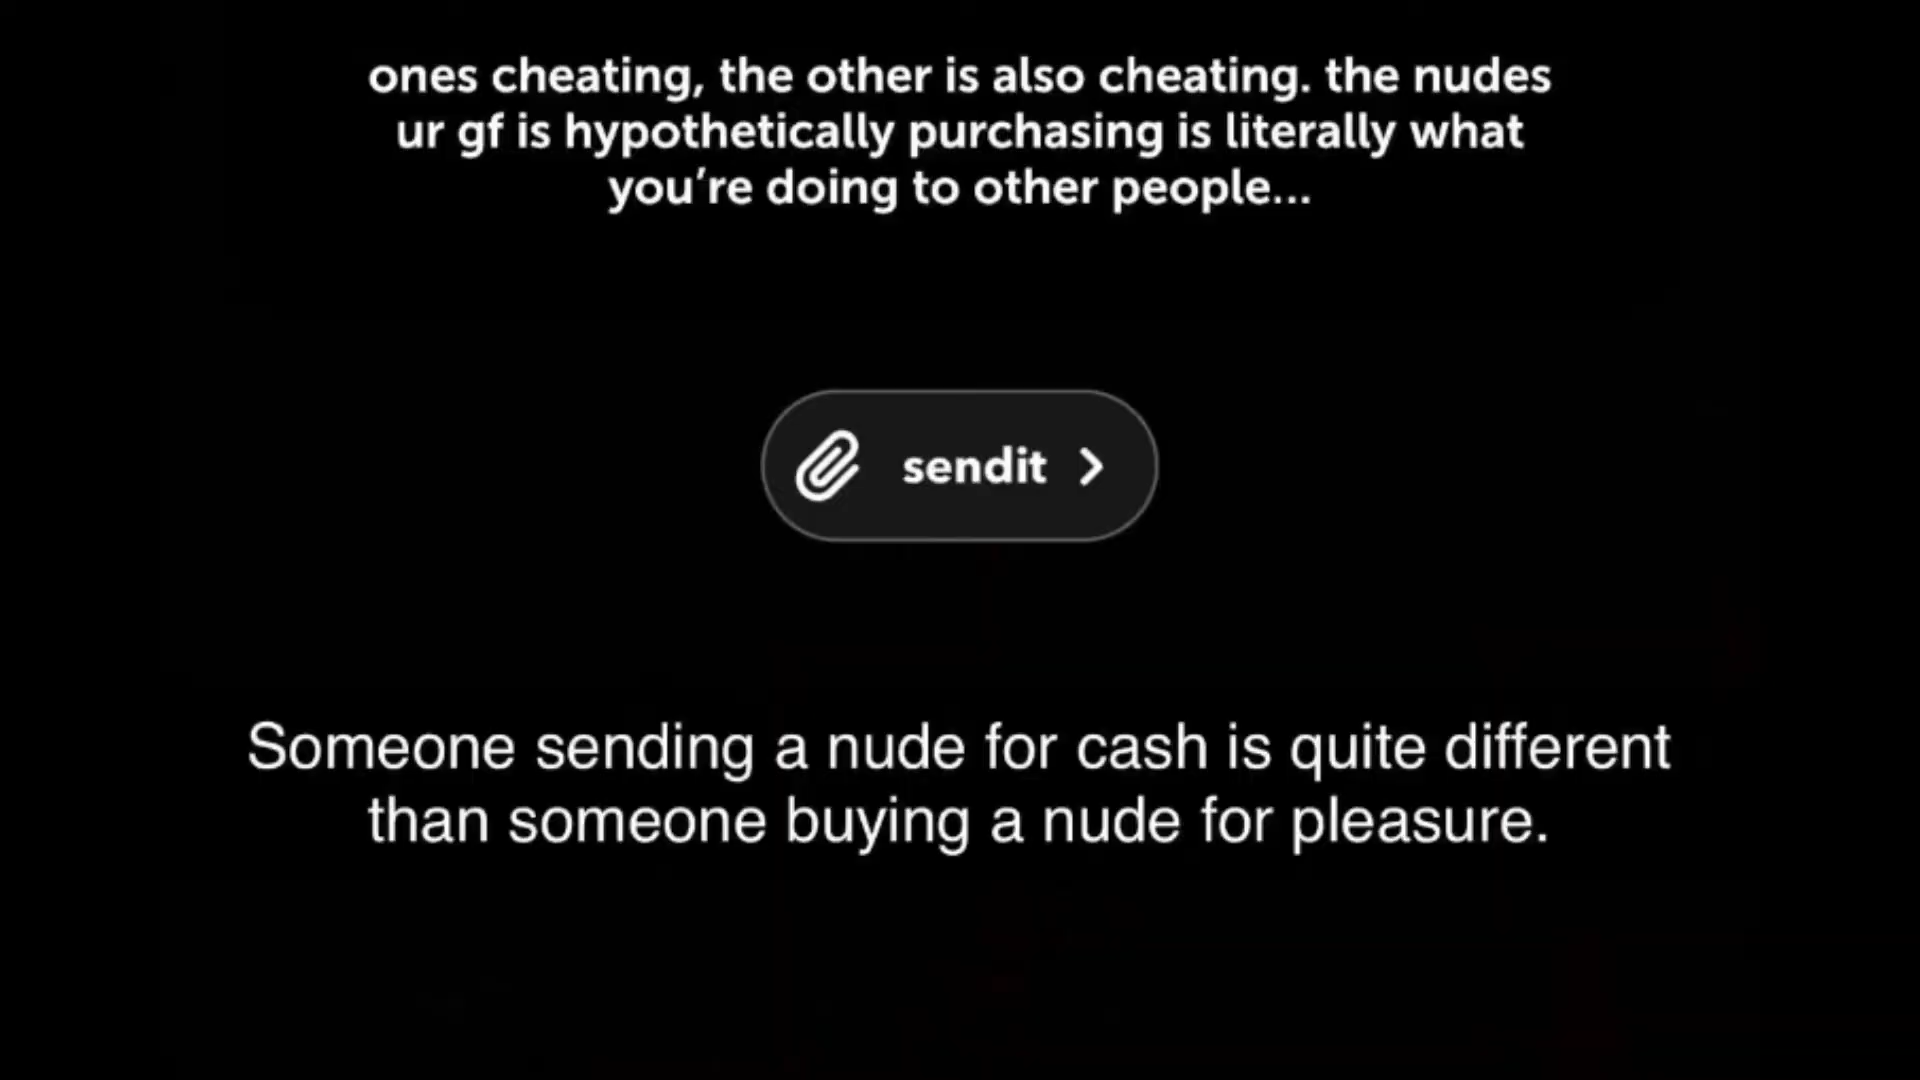 ones cheating, the other is also cheating. the nudes
ur gf is hypothetically purchasing is literally what
you’re doing to other people...
sendit
Someone sending a nude for cash is quite different
than someone buying a nude for pleasure.